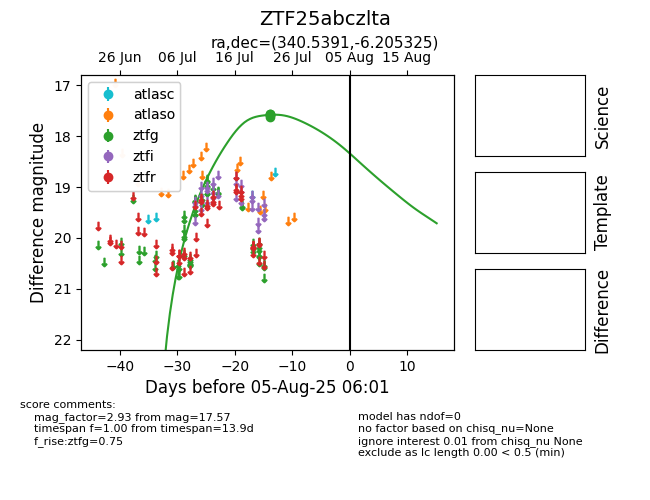 ZTF25abczlta
ra,dec=(340.5391,-6.205325)
26 Jun 06 Jul 16 Jul 26 Jul 05 Aug 15 Aug
17
18
19
20
21
22
Difference magnitude
atlasc
atlaso
ztfg
ztfi
ztfr
−40 −30 −20 −10 0 10
Days before 05-Aug-25 06:01
Science
Template
Difference
score comments:
mag_factor=2.93 from mag=17.57
timespan f=1.00 from timespan=13.9d
f_rise:ztfg=0.75
model has ndof=0
no factor based on chisq_nu=None
ignore interest 0.01 from chisq_nu None
exclude as lc length 0.00 < 0.5 (min)